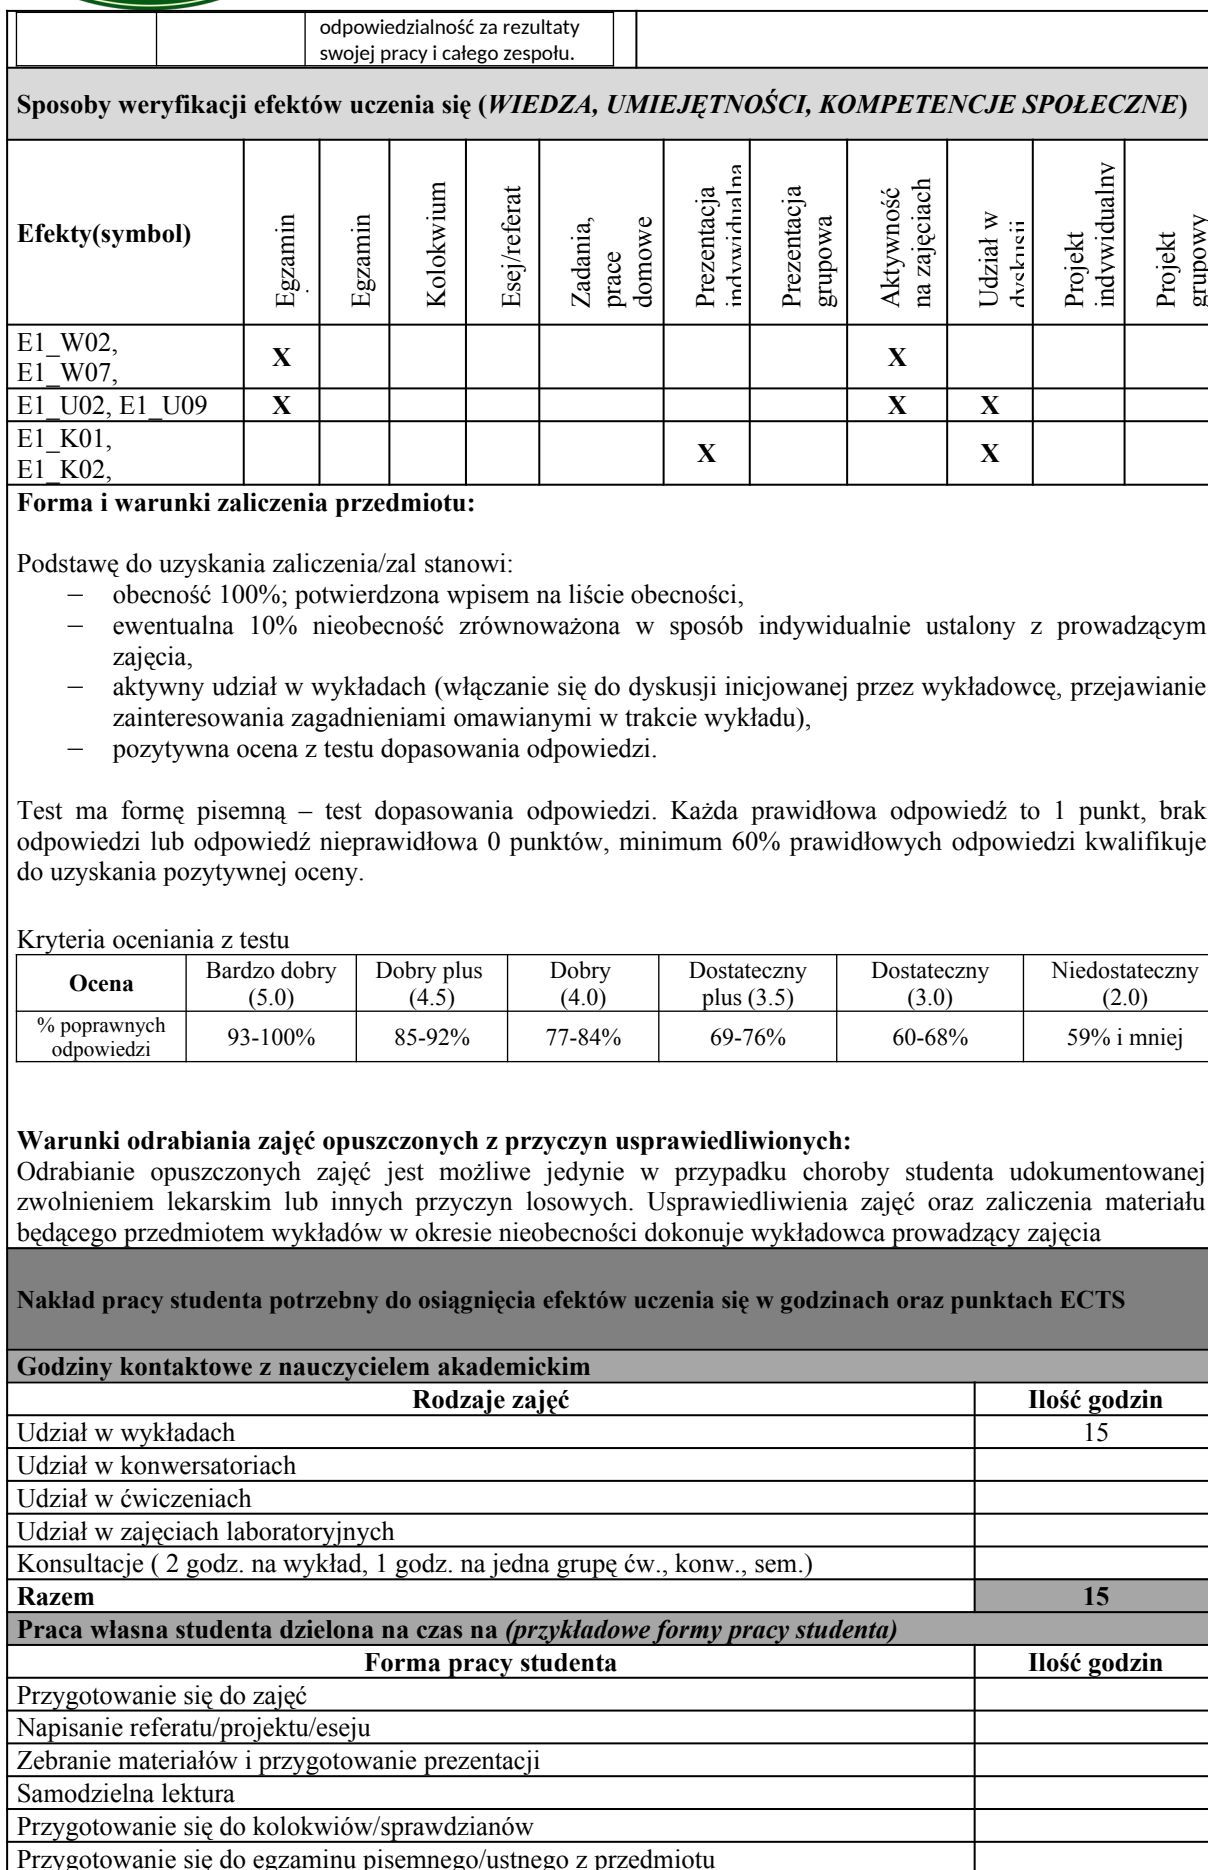 odpowiedzialność za rezultaty
swojej pracy i całego zespołu.
Sposoby weryfikacji efektów uczenia się (WIEDZA, UMIEJĘTNOŚCI, KOMPETENCJE SPOŁECZNE)
Efekty(symbol)
Egzamin
Egzamin
Kolokwium
Esej/referat
Zadania,
prace
domowe
Prezentacja
indywidualna
Prezentacja
grupowa
Aktywność
na zajęciach
Udział w
dyskusji
Projekt
indywidualny
Projekt
grupowy
E1_W02,
E1_W07,
X X
E1_U02, E1_U09 X X X
E1_K01,
E1_K02,
X X
Forma i warunki zaliczenia przedmiotu:
Podstawę do uzyskania zaliczenia/zal stanowi:
– obecność 100%; potwierdzona wpisem na liście obecności,
– ewentualna 10% nieobecność zrównoważona w sposób indywidualnie ustalony z prowadzącym
zajęcia,
– aktywny udział w wykładach (włączanie się do dyskusji inicjowanej przez wykładowcę, przejawianie
zainteresowania zagadnieniami omawianymi w trakcie wykładu),
– pozytywna ocena z testu dopasowania odpowiedzi.
Test ma formę pisemną – test dopasowania odpowiedzi. Każda prawidłowa odpowiedź to 1 punkt, brak
odpowiedzi lub odpowiedź nieprawidłowa 0 punktów, minimum 60% prawidłowych odpowiedzi kwalifikuje
do uzyskania pozytywnej oceny.
Kryteria oceniania z testu
Ocena
Bardzo dobry
(5.0)
Dobry plus
(4.5)
Dobry
(4.0)
Dostateczny
plus (3.5)
Dostateczny
(3.0)
Niedostateczny
(2.0)
% poprawnych
odpowiedzi
93-100% 85-92% 77-84% 69-76% 60-68% 59% i mniej
Warunki odrabiania zajęć opuszczonych z przyczyn usprawiedliwionych:
Odrabianie opuszczonych zajęć jest możliwe jedynie w przypadku choroby studenta udokumentowanej
zwolnieniem lekarskim lub innych przyczyn losowych. Usprawiedliwienia zajęć oraz zaliczenia materiału
będącego przedmiotem wykładów w okresie nieobecności dokonuje wykładowca prowadzący zajęcia
Nakład pracy studenta potrzebny do osiągnięcia efektów uczenia się w godzinach oraz punktach ECTS
Godziny kontaktowe z nauczycielem akademickim
Rodzaje zajęć Ilość godzin
Udział w wykładach 15
Udział w konwersatoriach
Udział w ćwiczeniach
Udział w zajęciach laboratoryjnych
Konsultacje ( 2 godz. na wykład, 1 godz. na jedna grupę ćw., konw., sem.)
Razem 15
Praca własna studenta dzielona na czas na (przykładowe formy pracy studenta)
Forma pracy studenta Ilość godzin
Przygotowanie się do zajęć
Napisanie referatu/projektu/eseju
Zebranie materiałów i przygotowanie prezentacji
Samodzielna lektura
Przygotowanie się do kolokwiów/sprawdzianów
Przygotowanie się do egzaminu pisemnego/ustnego z przedmiotu